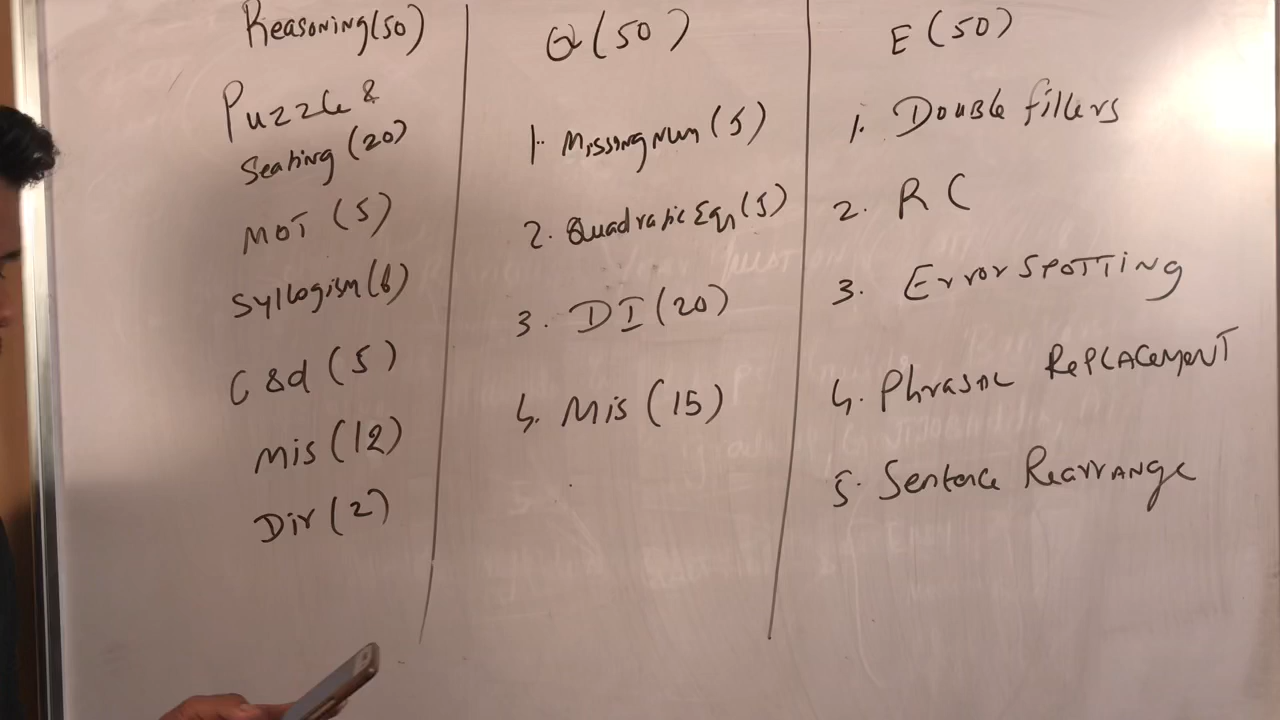 Reasoning(50)
Puzzle &
Seating (20)
MOT (5)
Syllogism(6)
C &d (5)
Mis (12)
Dir (2)
Q (50)
1. Missing Num (5)
2. Quadratic Eqn (5)
3. DI (20)
4. Mis (15)
E (50)
1. Double fillers
2. RC
3. Error SPOTTing
4. Phrase REPLACEMENT
5. Sentence Rearrange